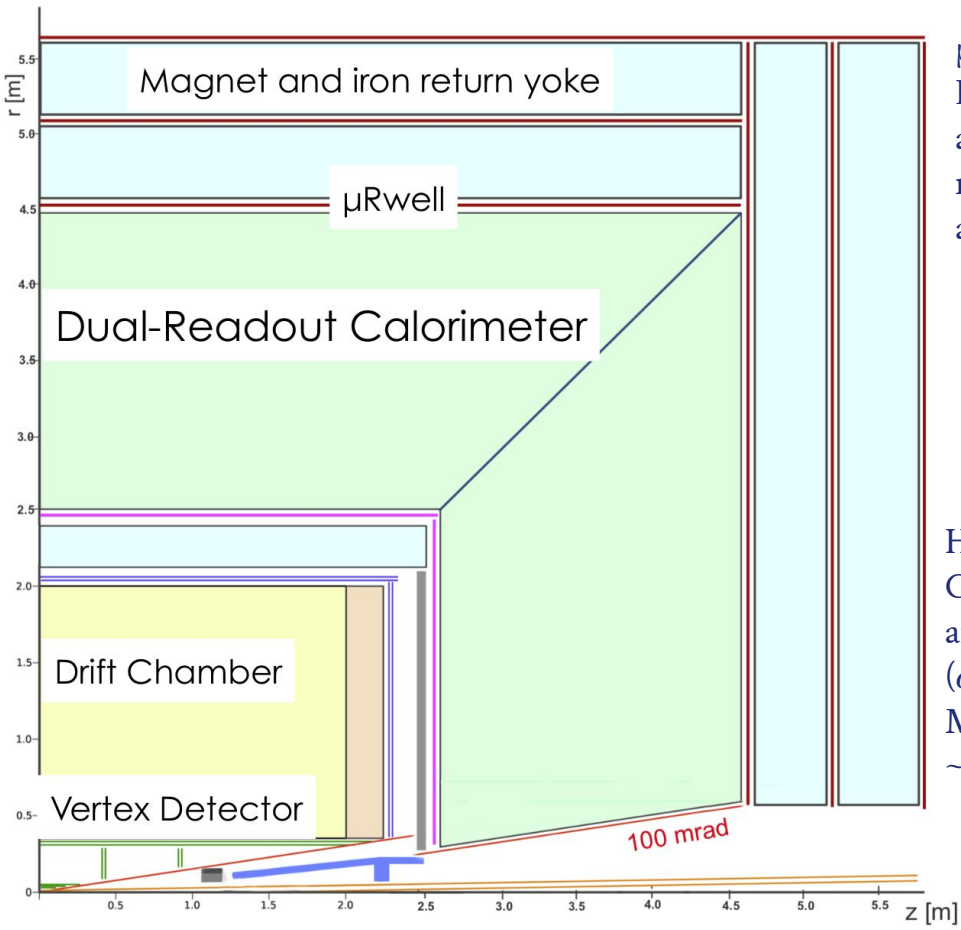 5.5
r [m]
Magnet and iron return yoke
5.0
μRwell
4.5
4.0
Dual-Readout Calorimeter
3.5
3.0
2.5
2.0
Drift Chamber
1.5
1.0
Vertex Detector
0.5
100 mrad
0
0.5 1.0 1.5 2.0 2.5 3.0 3.5 4.0 4.5 5.0 5.5
z [m]